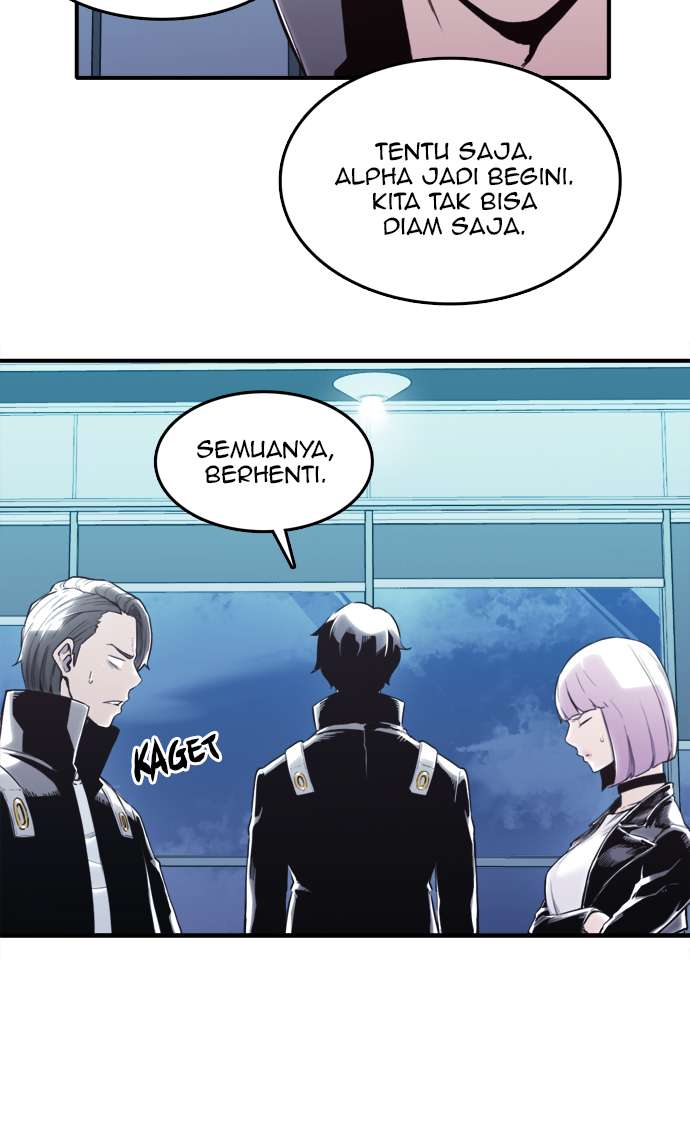 TENTU SAJA.
ALPHA JADI BEGINI.
KITA TAK BISA
DIAM SAJA.
SEMUANYA,
BERHENTI.
KAGET